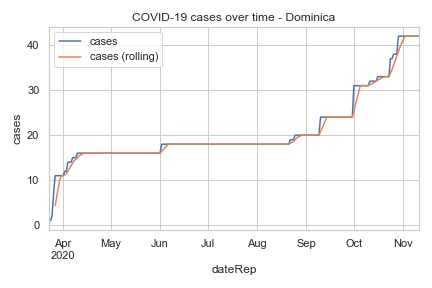 COVID-19 cases over time - Dominica
cases
cases (rolling)
40
30
20
10
0
cases
Apr May Jun Jul Aug Sep Oct Nov
2020
dateRep